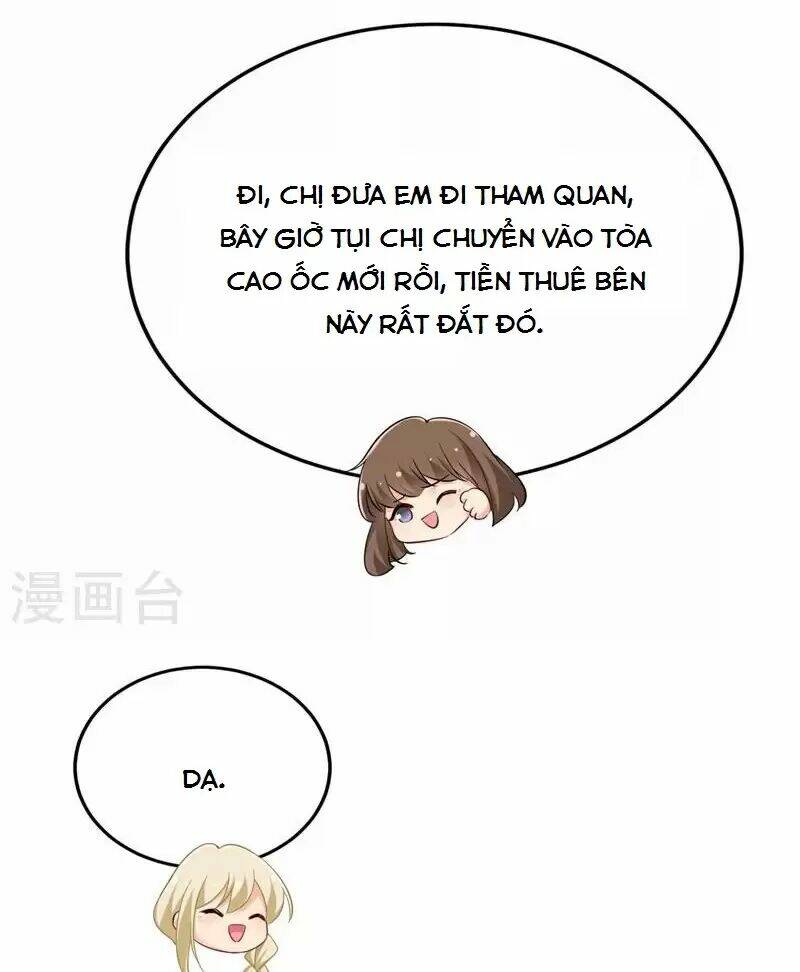 ĐI, CHỊ ĐƯA EM ĐI THAM QUAN,
BÂY GIỜ TỤI CHỊ CHUYỂN VÀO TÒA
CAO ỐC MỚI RỒI, TIỀN THUÊ BÊN
NÀY RẤT ĐẮT ĐÓ.
漫画台
DẠ.